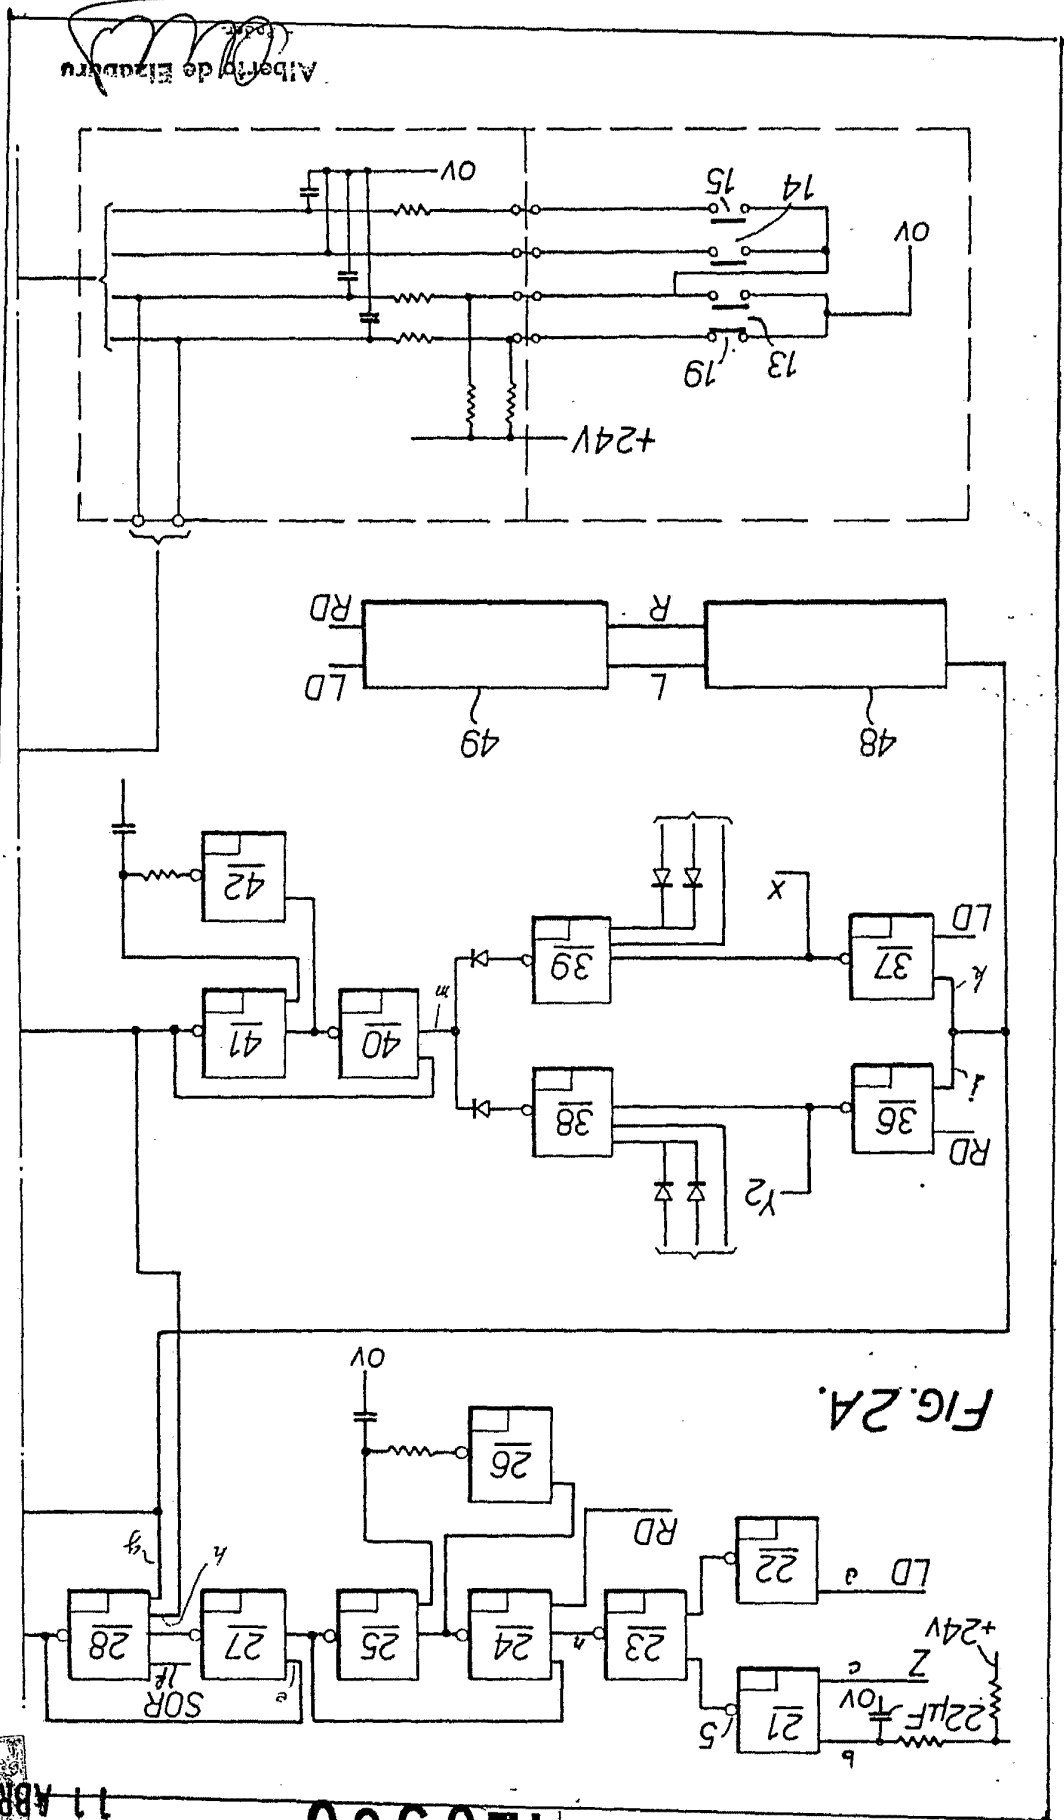 11 ABR
b
.22µF
0V
21
5
c
Z
+24V
SOR
e
23
n
24
25
27
28
h
g
LD
22
RD
26
FIG. 2A.
0V
Y2
RD
36
38
j
40
41
m
k
37
39
LD
X
42
48
49
L
LD
R
RD
+24V
13
19
0V
14
15
0V
Alberto de Elzaburu